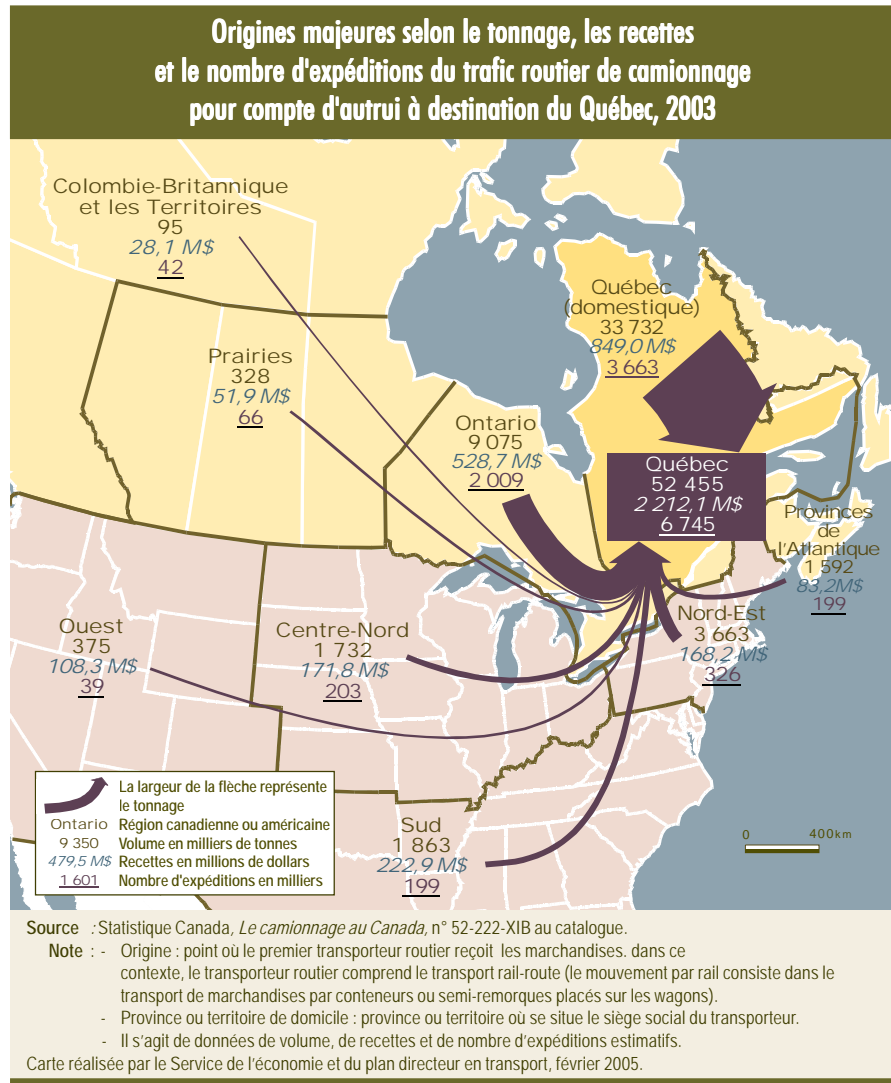 Origines majeures selon le tonnage, les recettes
et le nombre d'expéditions du trafic routier de camionnage
pour compte d'autrui à destination du Québec, 2003
Colombie-Britannique
et les Territoires
95
28,1 M$
42
Prairies
328
51,9 M$
66
Ontario
9 075
528,7 M$
2 009
Québec
(domestique)
33 732
849,0 M$
3 663
Québec
52 455
2 212,1 M$
6 745
Provinces
de
l'Atlantique
1 592
83,2M$
199
Nord-Est
3 663
168,2 M$
326
Ouest
375
108,3 M$
39
Centre-Nord
1 732
171,8 M$
203
Sud
1 863
222,9 M$
199
La largeur de la flèche représente
le tonnage
Ontario Région canadienne ou américaine
9 350 Volume en milliers de tonnes
479,5 M$ Recettes en millions de dollars
1 601 Nombre d'expéditions en milliers
0 400km
Source : Statistique Canada, Le camionnage au Canada, n° 52-222-XIB au catalogue.
Note : - Origine : point où le premier transporteur routier reçoit les marchandises. dans ce
contexte, le transporteur routier comprend le transport rail-route (le mouvement par rail consiste dans le
transport de marchandises par conteneurs ou semi-remorques placés sur les wagons).
- Province ou territoire de domicile : province ou territoire où se situe le siège social du transporteur.
- Il s'agit de données de volume, de recettes et de nombre d'expéditions estimatifs.
Carte réalisée par le Service de l'économie et du plan directeur en transport, février 2005.